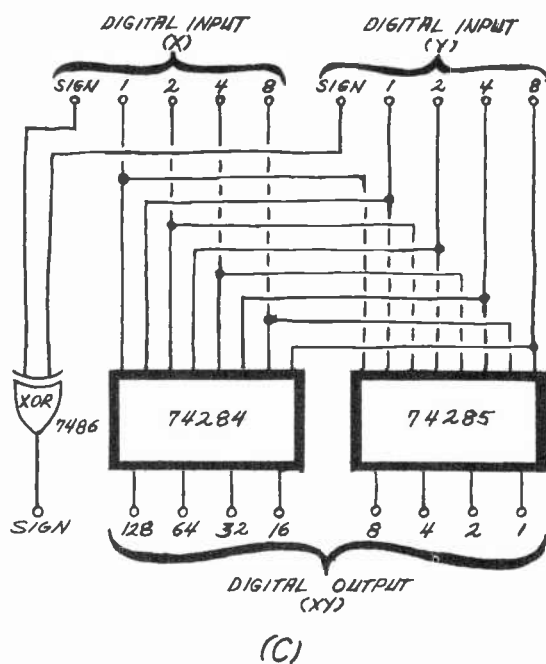 DIGITAL INPUT DIGITAL INPUT
(X) (Y)
SIGN 1 2 4 8 SIGN 1 2 4 8
XOR
7486
74284 74285
SIGN
128 64 32 16 8 4 2 1
DIGITAL OUTPUT
(XY)
(C)